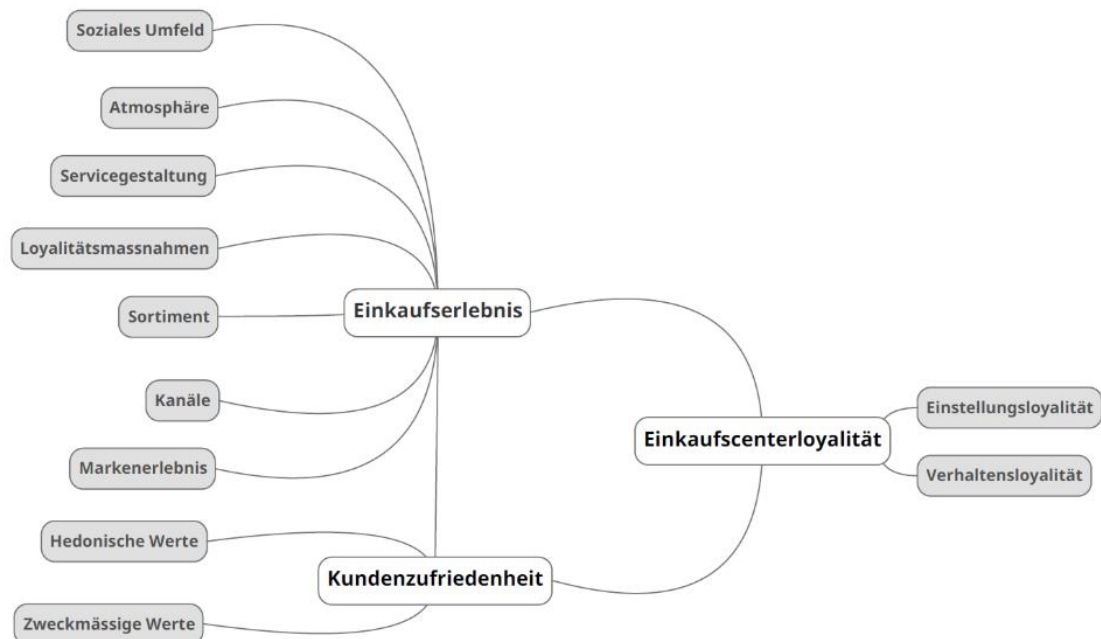 Soziales Umfeld
Atmosphäre
Servicegestaltung
Loyalitätsmassnahmen
Sortiment
Kanäle
Markenerlebnis
Hedonische Werte
Zweckmässige Werte
Einkaufserlebnis
Kundenzufriedenheit
Einkaufscenterloyalität
Einstellungsloyalität
Verhaltensloyalität